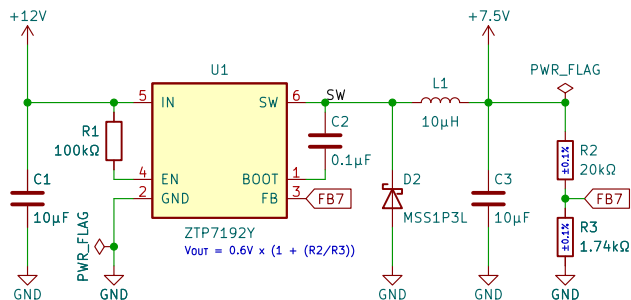 +12V
+7.5V
PWR_FLAG
U1
5 IN
SW 6
SW
L1
10µH
R1
100kΩ
C2
0.1µF
R2
20kΩ
±0.1%
4 EN
BOOT 1
2 GND
FB 3
FB7
C1
10µF
D2
MSS1P3L
C3
10µF
FB7
R3
1.74kΩ
±0.1%
PWR_FLAG
ZTP7192Y
VOUT = 0.6V x (1 + (R2/R3))
GND
GND
GND
GND
GND